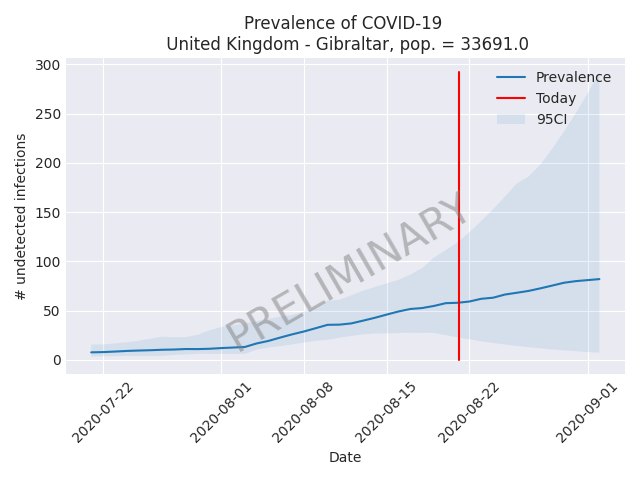 Prevalence of COVID-19
United Kingdom - Gibraltar, pop. = 33691.0
300
250
200
150
100
50
0
# undetected infections
Prevalence
Today
95CI
PRELIMINARY
2020-07-22
2020-08-01
2020-08-08
2020-08-15
2020-08-22
2020-09-01
Date